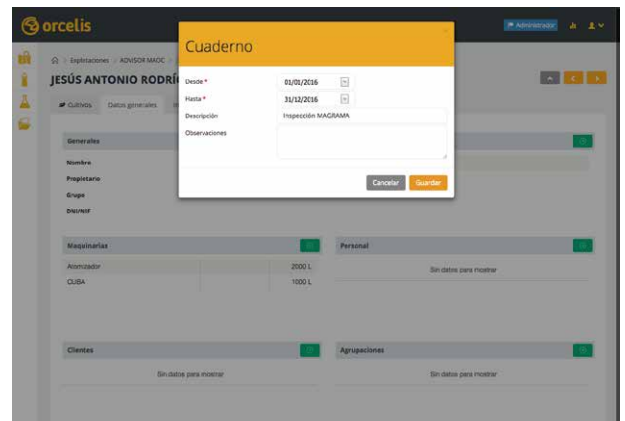 orcelis
Administrador
Explotaciones / ADVISOR MAOC
JESÚS ANTONIO RODRÍ
Cultivos
Datos generales
Cuaderno
Desde *
01/01/2016
Hasta *
31/12/2016
Descripción
Inspección MAGRAMA
Observaciones
Cancelar
Guardar
Generales
Nombre
Propietario
Grupo
DNI/NIF
Maquinarias
Atomizador
2000 L
CUBA
1000 L
Personal
Sin datos para mostrar
Clientes
Sin datos para mostrar
Agrupaciones
Sin datos para mostrar